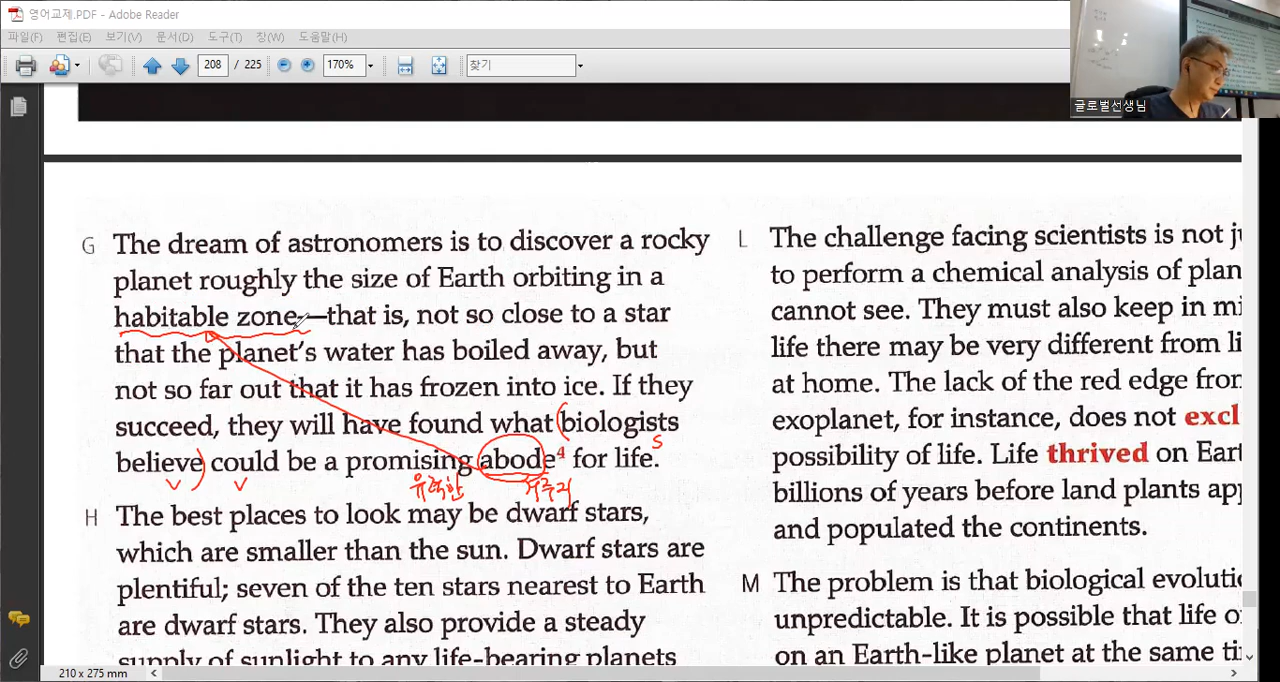 영어교제.PDF - Adobe Reader
파일(F) 편집(E) 보기(V) 문서(D) 도구(T) 창(W) 도움말(H)
208 / 225 170% 찾기
글로벌선생님
G The dream of astronomers is to discover a rocky
planet roughly the size of Earth orbiting in a
habitable zone—that is, not so close to a star
that the planet's water has boiled away, but
not so far out that it has frozen into ice. If they
succeed, they will have found what (biologists
s
believe) could be a promising abode4 for life.
v v 유력한
H The best places to look may be dwarf stars,
which are smaller than the sun. Dwarf stars are
plentiful; seven of the ten stars nearest to Earth
are dwarf stars. They also provide a steady
supply of sunlight to any life-bearing planets
L The challenge facing scientists is not ju
to perform a chemical analysis of plan
cannot see. They must also keep in mi
life there may be very different from li
at home. The lack of the red edge fron
exoplanet, for instance, does not excl
possibility of life. Life thrived on Eart
billions of years before land plants app
and populated the continents.
M The problem is that biological evolutio
unpredictable. It is possible that life o
on an Earth-like planet at the same ti
210 x 275 mm